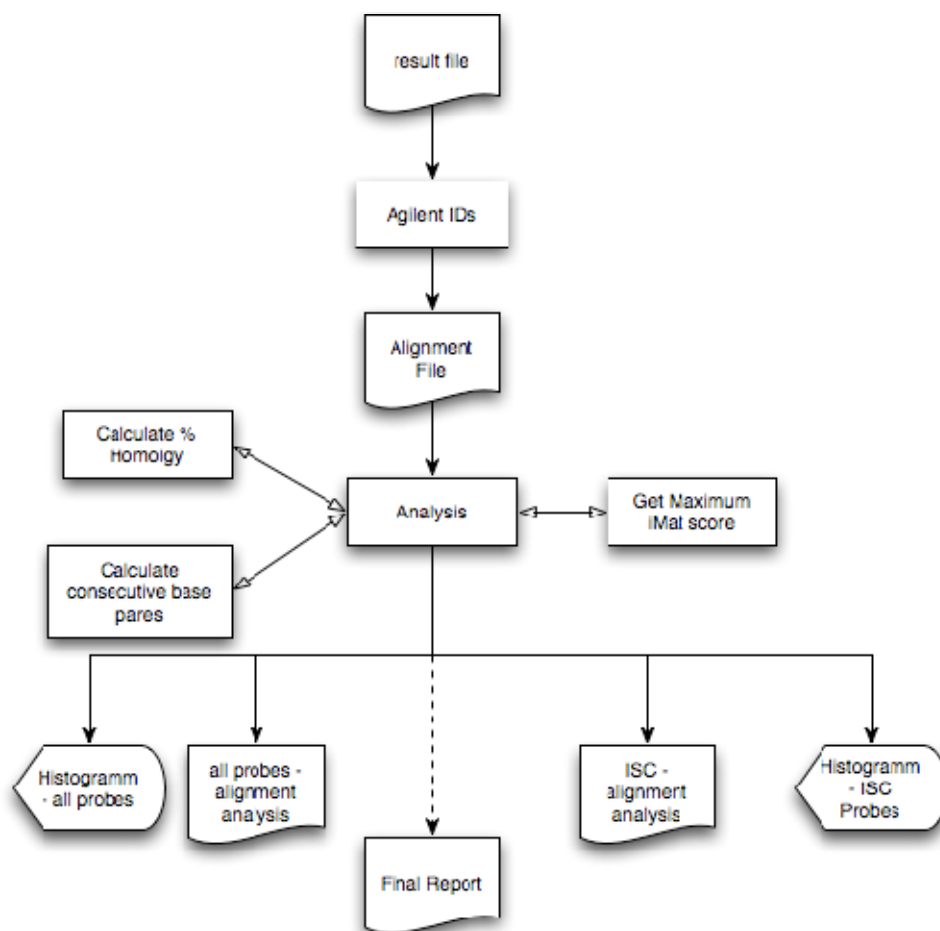 result file
Agilent IDs
Alignment
File
Calculate %
Homolgy
Analysis
Get Maximum
iMat score
Calculate
consecutive base
pares
Histogramm
- all probes
all probes -
alignment
anaysis
ISC -
alignment
analysis
Histogramm
- ISC
Probes
Final Report